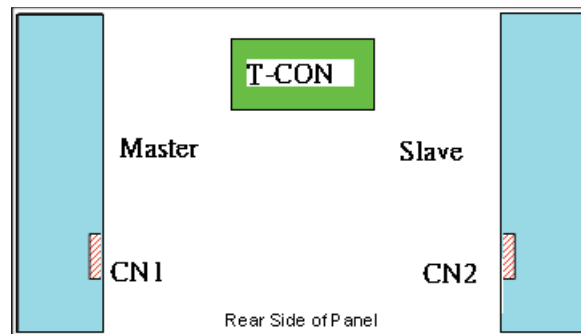 T-CON
Master
Slave
CN1
CN2
Rear Side of Panel